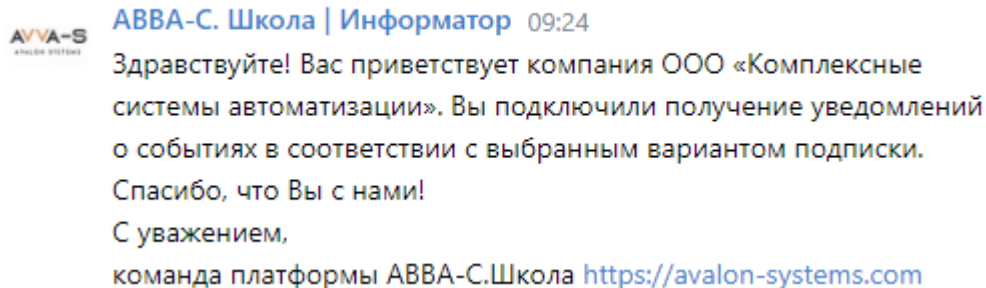 АВВА-С. Школа | Информатор 09:24
AVVA-S
AVALON SYSTEMS
Здравствуйте! Вас приветствует компания ООО «Комплексные
системы автоматизации». Вы подключили получение уведомлений
о событиях в соответствии с выбранным вариантом подписки.
Спасибо, что Вы с нами!
С уважением,
команда платформы АВВА-С.Школа https://avalon-systems.com